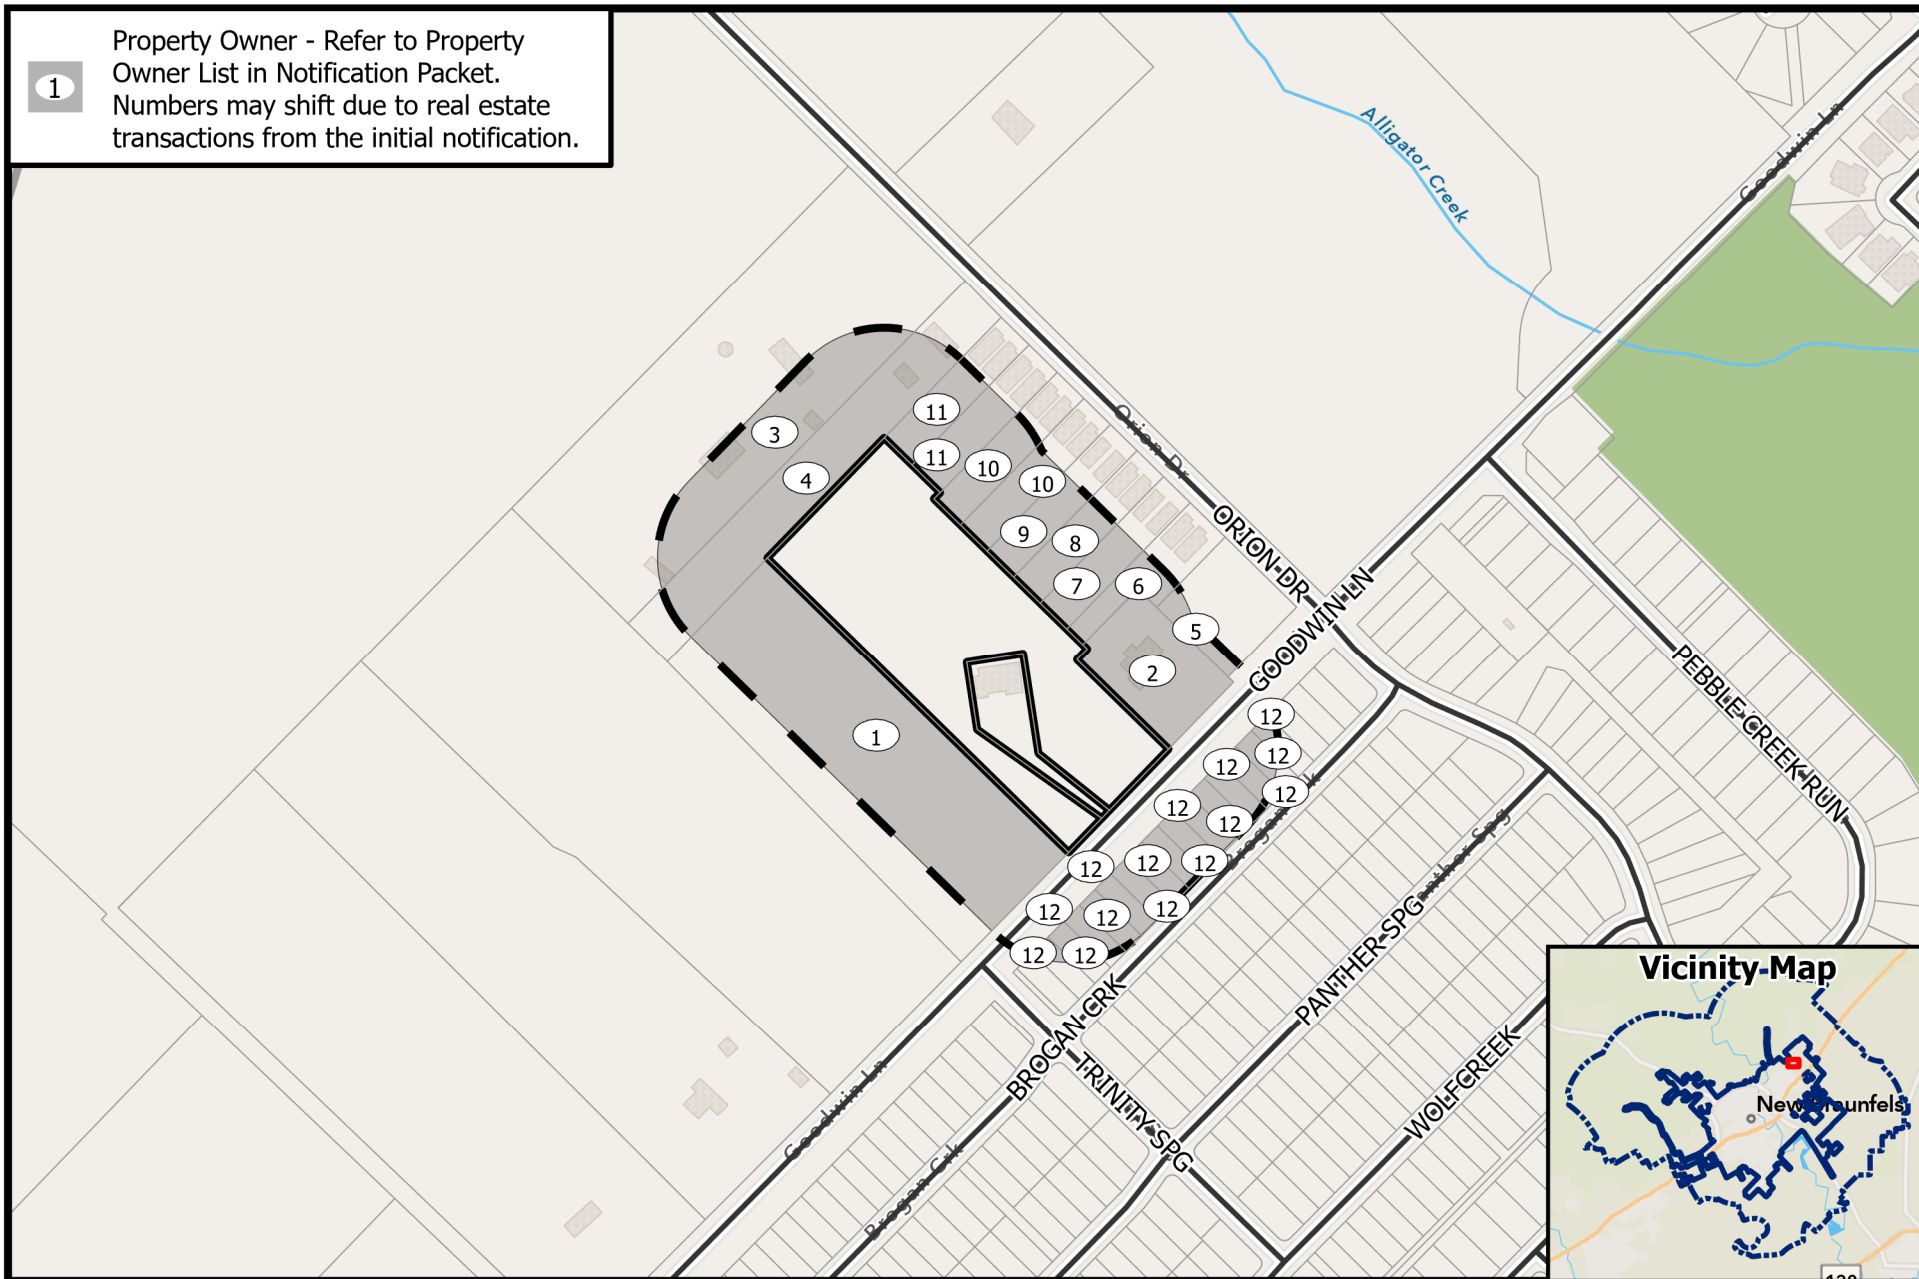 1
Property Owner - Refer to Property
Owner List in Notification Packet.
Numbers may shift due to real estate
transactions from the initial notification.
Alligator Creek
Goodwin Ln
Orion Dr
ORION DR
GOODWIN LN
PEBBLE CREEK RUN
3
4
11
11
10
10
9
8
7
6
5
2
1
12
12
12
12
12
12
12
12
12
12
12
12
12
12
Panther Spg
PANTHER SPG
BROGAN CRK
TRINITY SPG
WOLFCREEK
Goodwin Ln
Brogan Crk
Vicinity Map
New Braunfels